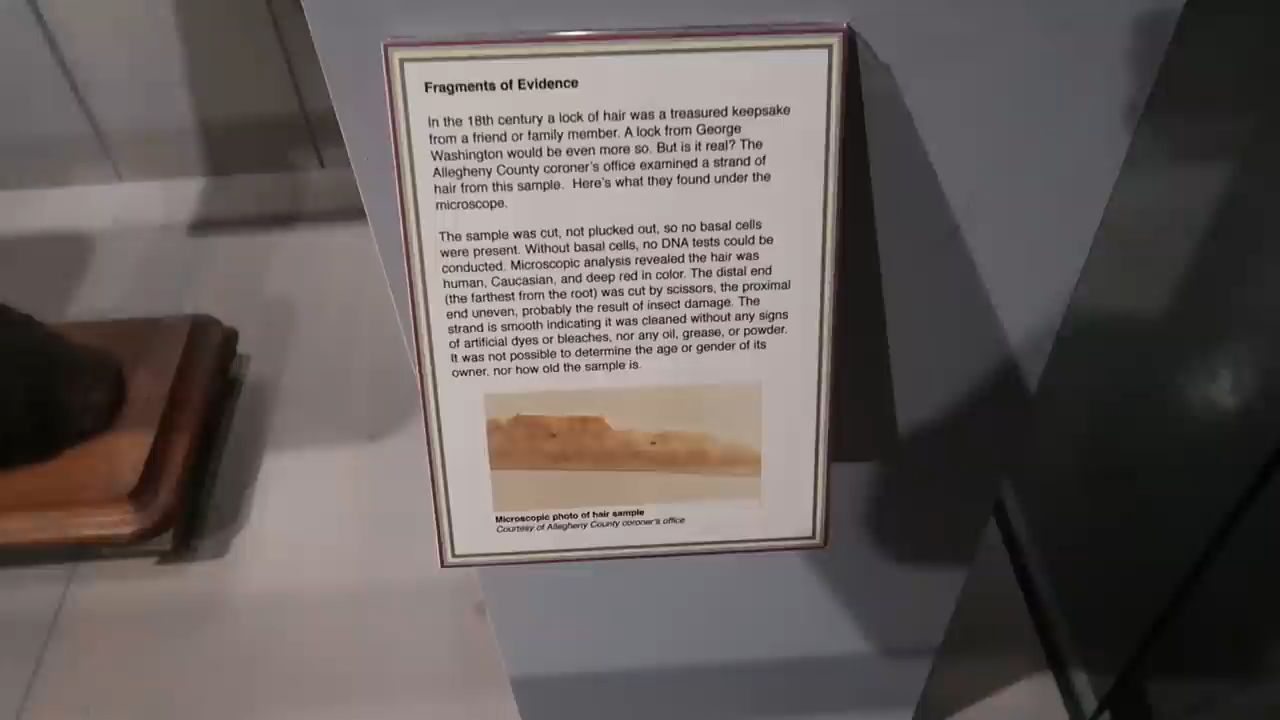 Fragments of Evidence
In the 18th century a lock of hair was a treasured keepsake
from a friend or family member. A lock from George
Washington would be even more so. But is it real? The
Allegheny County coroner's office examined a strand of
hair from this sample. Here's what they found under the
microscope.
The sample was cut, not plucked out, so no basal cells
were present. Without basal cells, no DNA tests could be
conducted. Microscopic analysis revealed the hair was
human, Caucasian, and deep red in color. The distal end
(the farthest from the root) was cut by scissors, the proximal
end uneven, probably the result of insect damage. The
strand is smooth indicating it was cleaned without any signs
of artificial dyes or bleaches, nor any oil, grease, or powder.
It was not possible to determine the age or gender of its
owner, nor how old the sample is.
Microscopic photo of hair sample
Courtesy of Allegheny County coroner's office